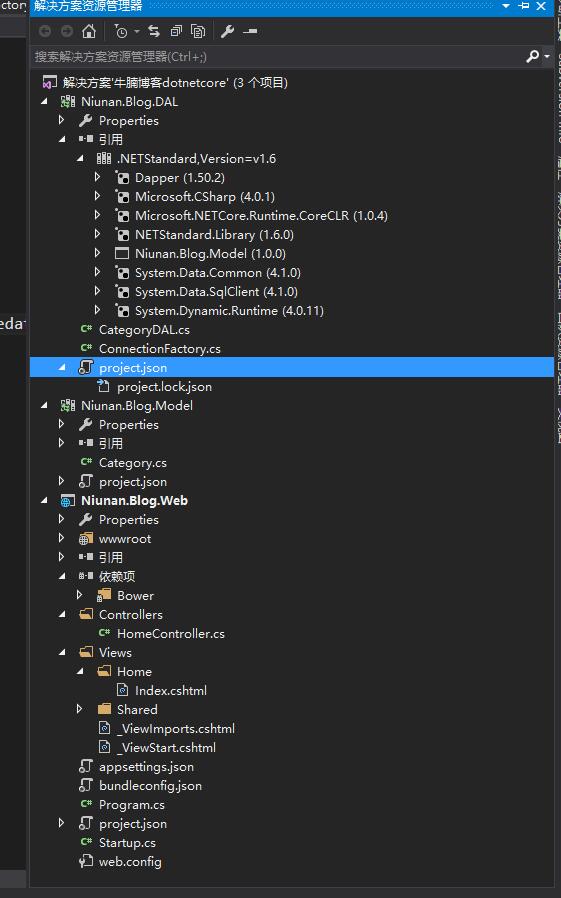 解决方案资源管理器
搜索解决方案资源管理器(Ctrl+;)
解决方案'牛腩博客dotnetcore' (3 个项目)
Niunan.Blog.DAL
Properties
引用
.NETStandard,Version=v1.6
Dapper (1.50.2)
Microsoft.CSharp (4.0.1)
Microsoft.NETCore.Runtime.CoreCLR (1.0.4)
NETStandard.Library (1.6.0)
Niunan.Blog.Model (1.0.0)
System.Data.Common (4.1.0)
System.Data.SqlClient (4.1.0)
System.Dynamic.Runtime (4.0.11)
C# CategoryDAL.cs
C# ConnectionFactory.cs
project.json
project.lock.json
Niunan.Blog.Model
Properties
引用
C# Category.cs
project.json
Niunan.Blog.Web
Properties
wwwroot
引用
依赖项
Bower
Controllers
C# HomeController.cs
Views
Home
Index.cshtml
Shared
_ViewImports.cshtml
_ViewStart.cshtml
appsettings.json
bundleconfig.json
C# Program.cs
project.json
C# Startup.cs
web.config